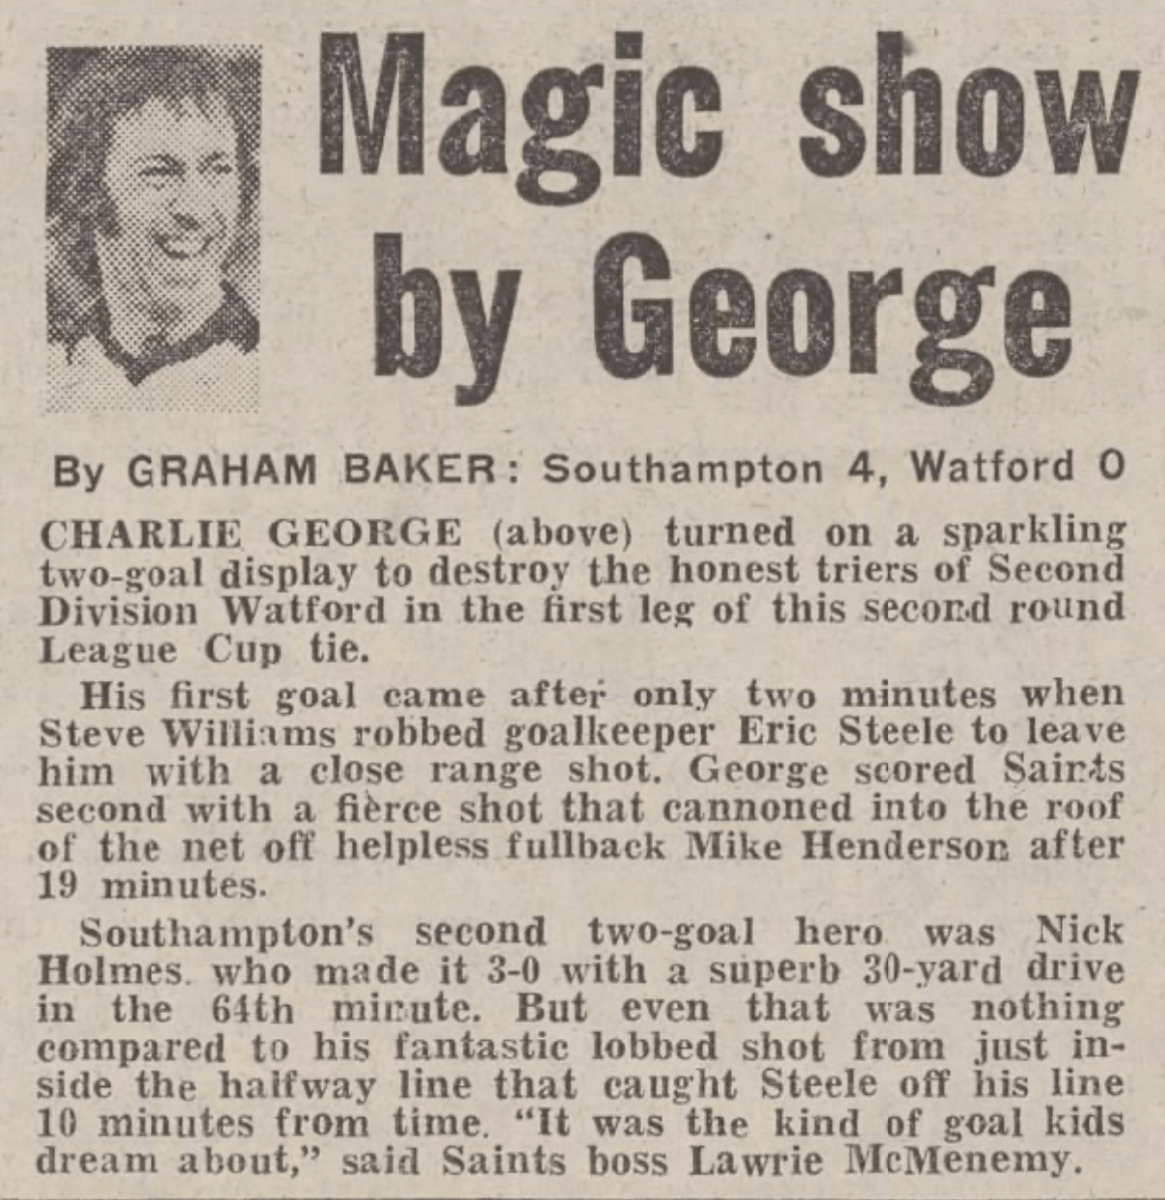 Magic show
by George
By GRAHAM BAKER: Southampton 4, Watford 0
CHARLIE GEORGE (above) turned on a sparkling
two-goal display to destroy the honest triers of Second
Division Watford in the first leg of this second round
League Cup tie.
His first goal came after only two minutes when
Steve Williams robbed goalkeeper Eric Steele to leave
him with a close range shot. George scored Saints
second with a fierce shot that cannoned into the roof
of the net off helpless fullback Mike Henderson after
19 minutes.
Southampton's second two-goal hero was Nick
Holmes. who made it 3-0 with a superb 30-yard drive
in the 64th minute. But even that was nothing
compared to his fantastic lobbed shot from just in-
side the halfway line that caught Steele off his line
10 minutes from time. “It was the kind of goal kids
dream about,” said Saints boss Lawrie McMenemy.